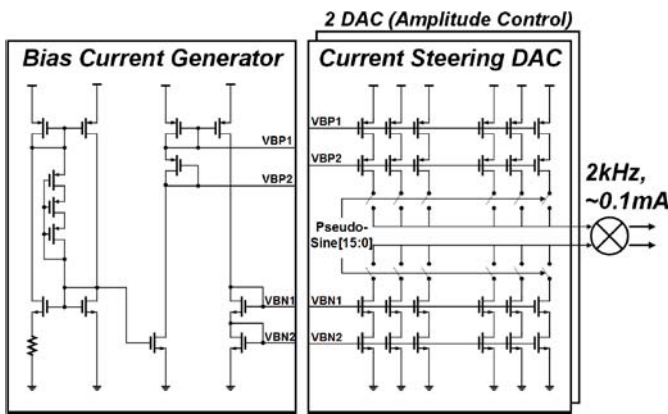 2 DAC (Amplitude Control)
Bias Current Generator
Current Steering DAC
VBP1
VBP1
VBP2
VBP2
2kHz,
~0.1mA
Pseudo-
Sine[15:0]
VBN1
VBN1
VBN2
VBN2